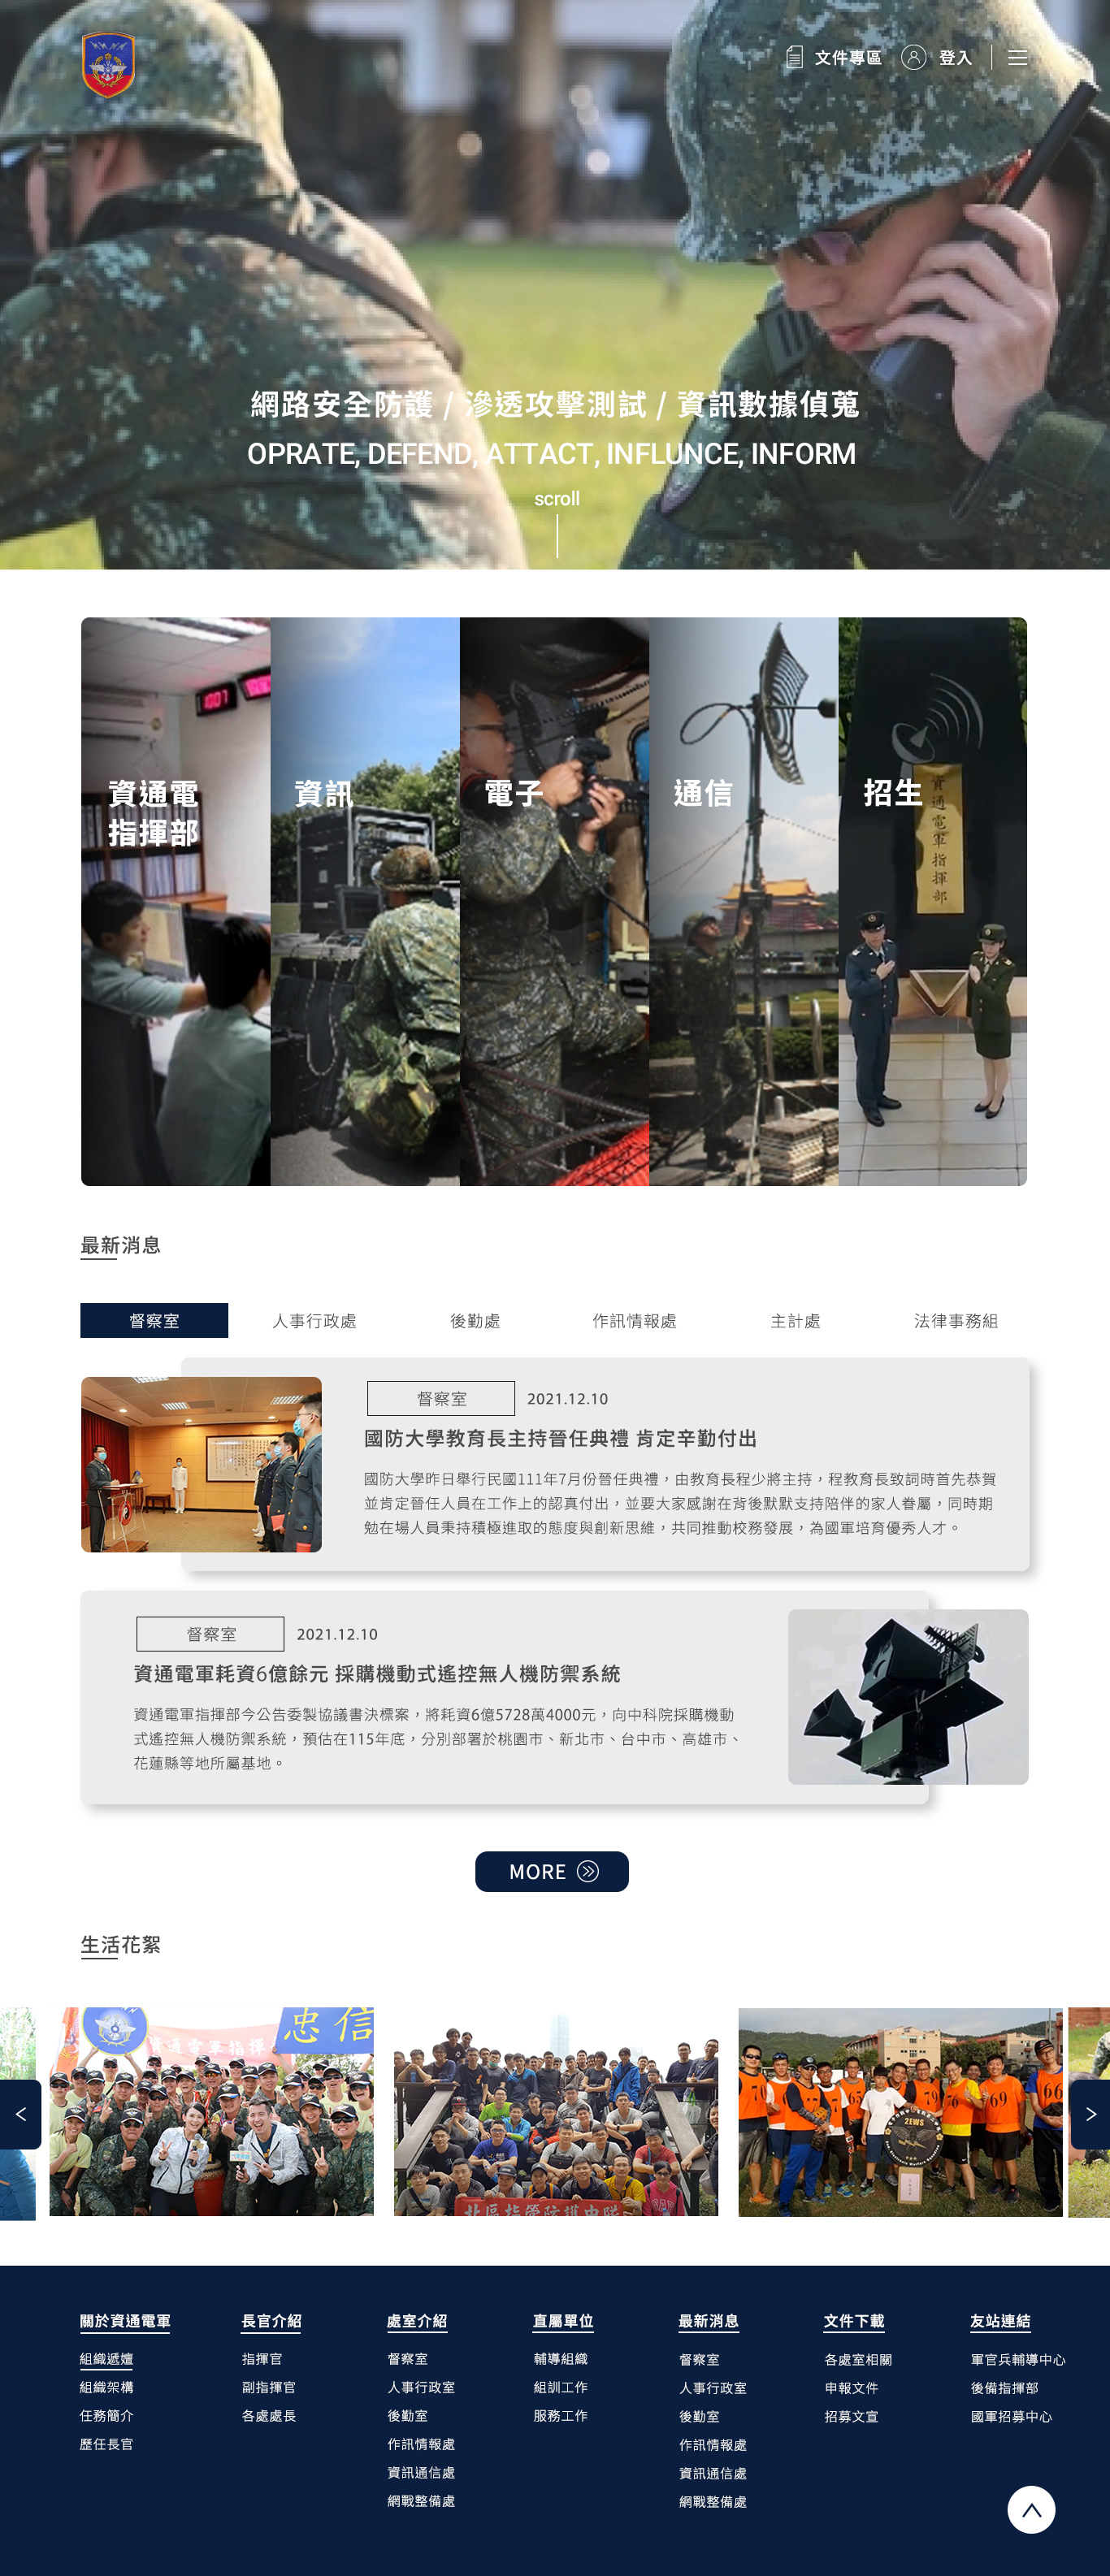 文件專區
登入
網路安全防護 / 滲透攻擊測試 / 資訊數據偵蒐
OPRATE, DEFEND, ATTACT, INFLUNCE, INFORM
scroll
1007
資通電
指揮部
資訊
電子
通信
招生
資通電軍指揮部
最新消息
督察室
人事行政處
後勤處
作訊情報處
主計處
法律事務組
督察室
2021.12.10
國防大學教育長主持晉任典禮 肯定辛勤付出
國防大學昨日舉行民國111年7月份晉任典禮，由教育長程少將主持，程教育長致詞時首先恭賀
並肯定晉任人員在工作上的認真付出，並要大家感謝在背後默默支持陪伴的家人眷屬，同時期
勉在場人員秉持積極進取的態度與創新思維，共同推動校務發展，為國軍培育優秀人才。
督察室
2021.12.10
資通電軍耗資6億餘元 採購機動式遙控無人機防禦系統
資通電軍指揮部今公告委製協議書決標案，將耗資6億5728萬4000元，向中科院採購機動
式遙控無人機防禦系統，預估在115年底，分別部署於桃園市、新北市、台中市、高雄市、
花蓮縣等地所屬基地。
MORE
生活花絮
資通電軍指揮
忠信
2EWS
79
66
關於資通電軍
組織遞嬗
組織架構
任務簡介
歷任長官
長官介紹
指揮官
副指揮官
各處處長
處室介紹
督察室
人事行政室
後勤室
作訊情報處
資訊通信處
網戰整備處
直屬單位
輔導組織
組訓工作
服務工作
最新消息
督察室
人事行政室
後勤室
作訊情報處
資訊通信處
網戰整備處
文件下載
各處室相關
申報文件
招募文宣
友站連結
軍官兵輔導中心
後備指揮部
國軍招募中心